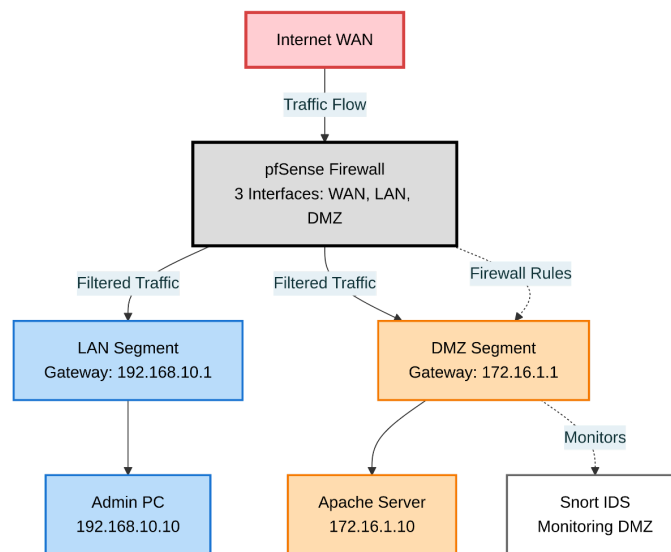 Internet WAN
Traffic Flow
pfSense Firewall
3 Interfaces: WAN, LAN,
DMZ
Filtered Traffic
Filtered Traffic
Firewall Rules
LAN Segment
Gateway: 192.168.10.1
DMZ Segment
Gateway: 172.16.1.1
Monitors
Admin PC
192.168.10.10
Apache Server
172.16.1.10
Snort IDS
Monitoring DMZ